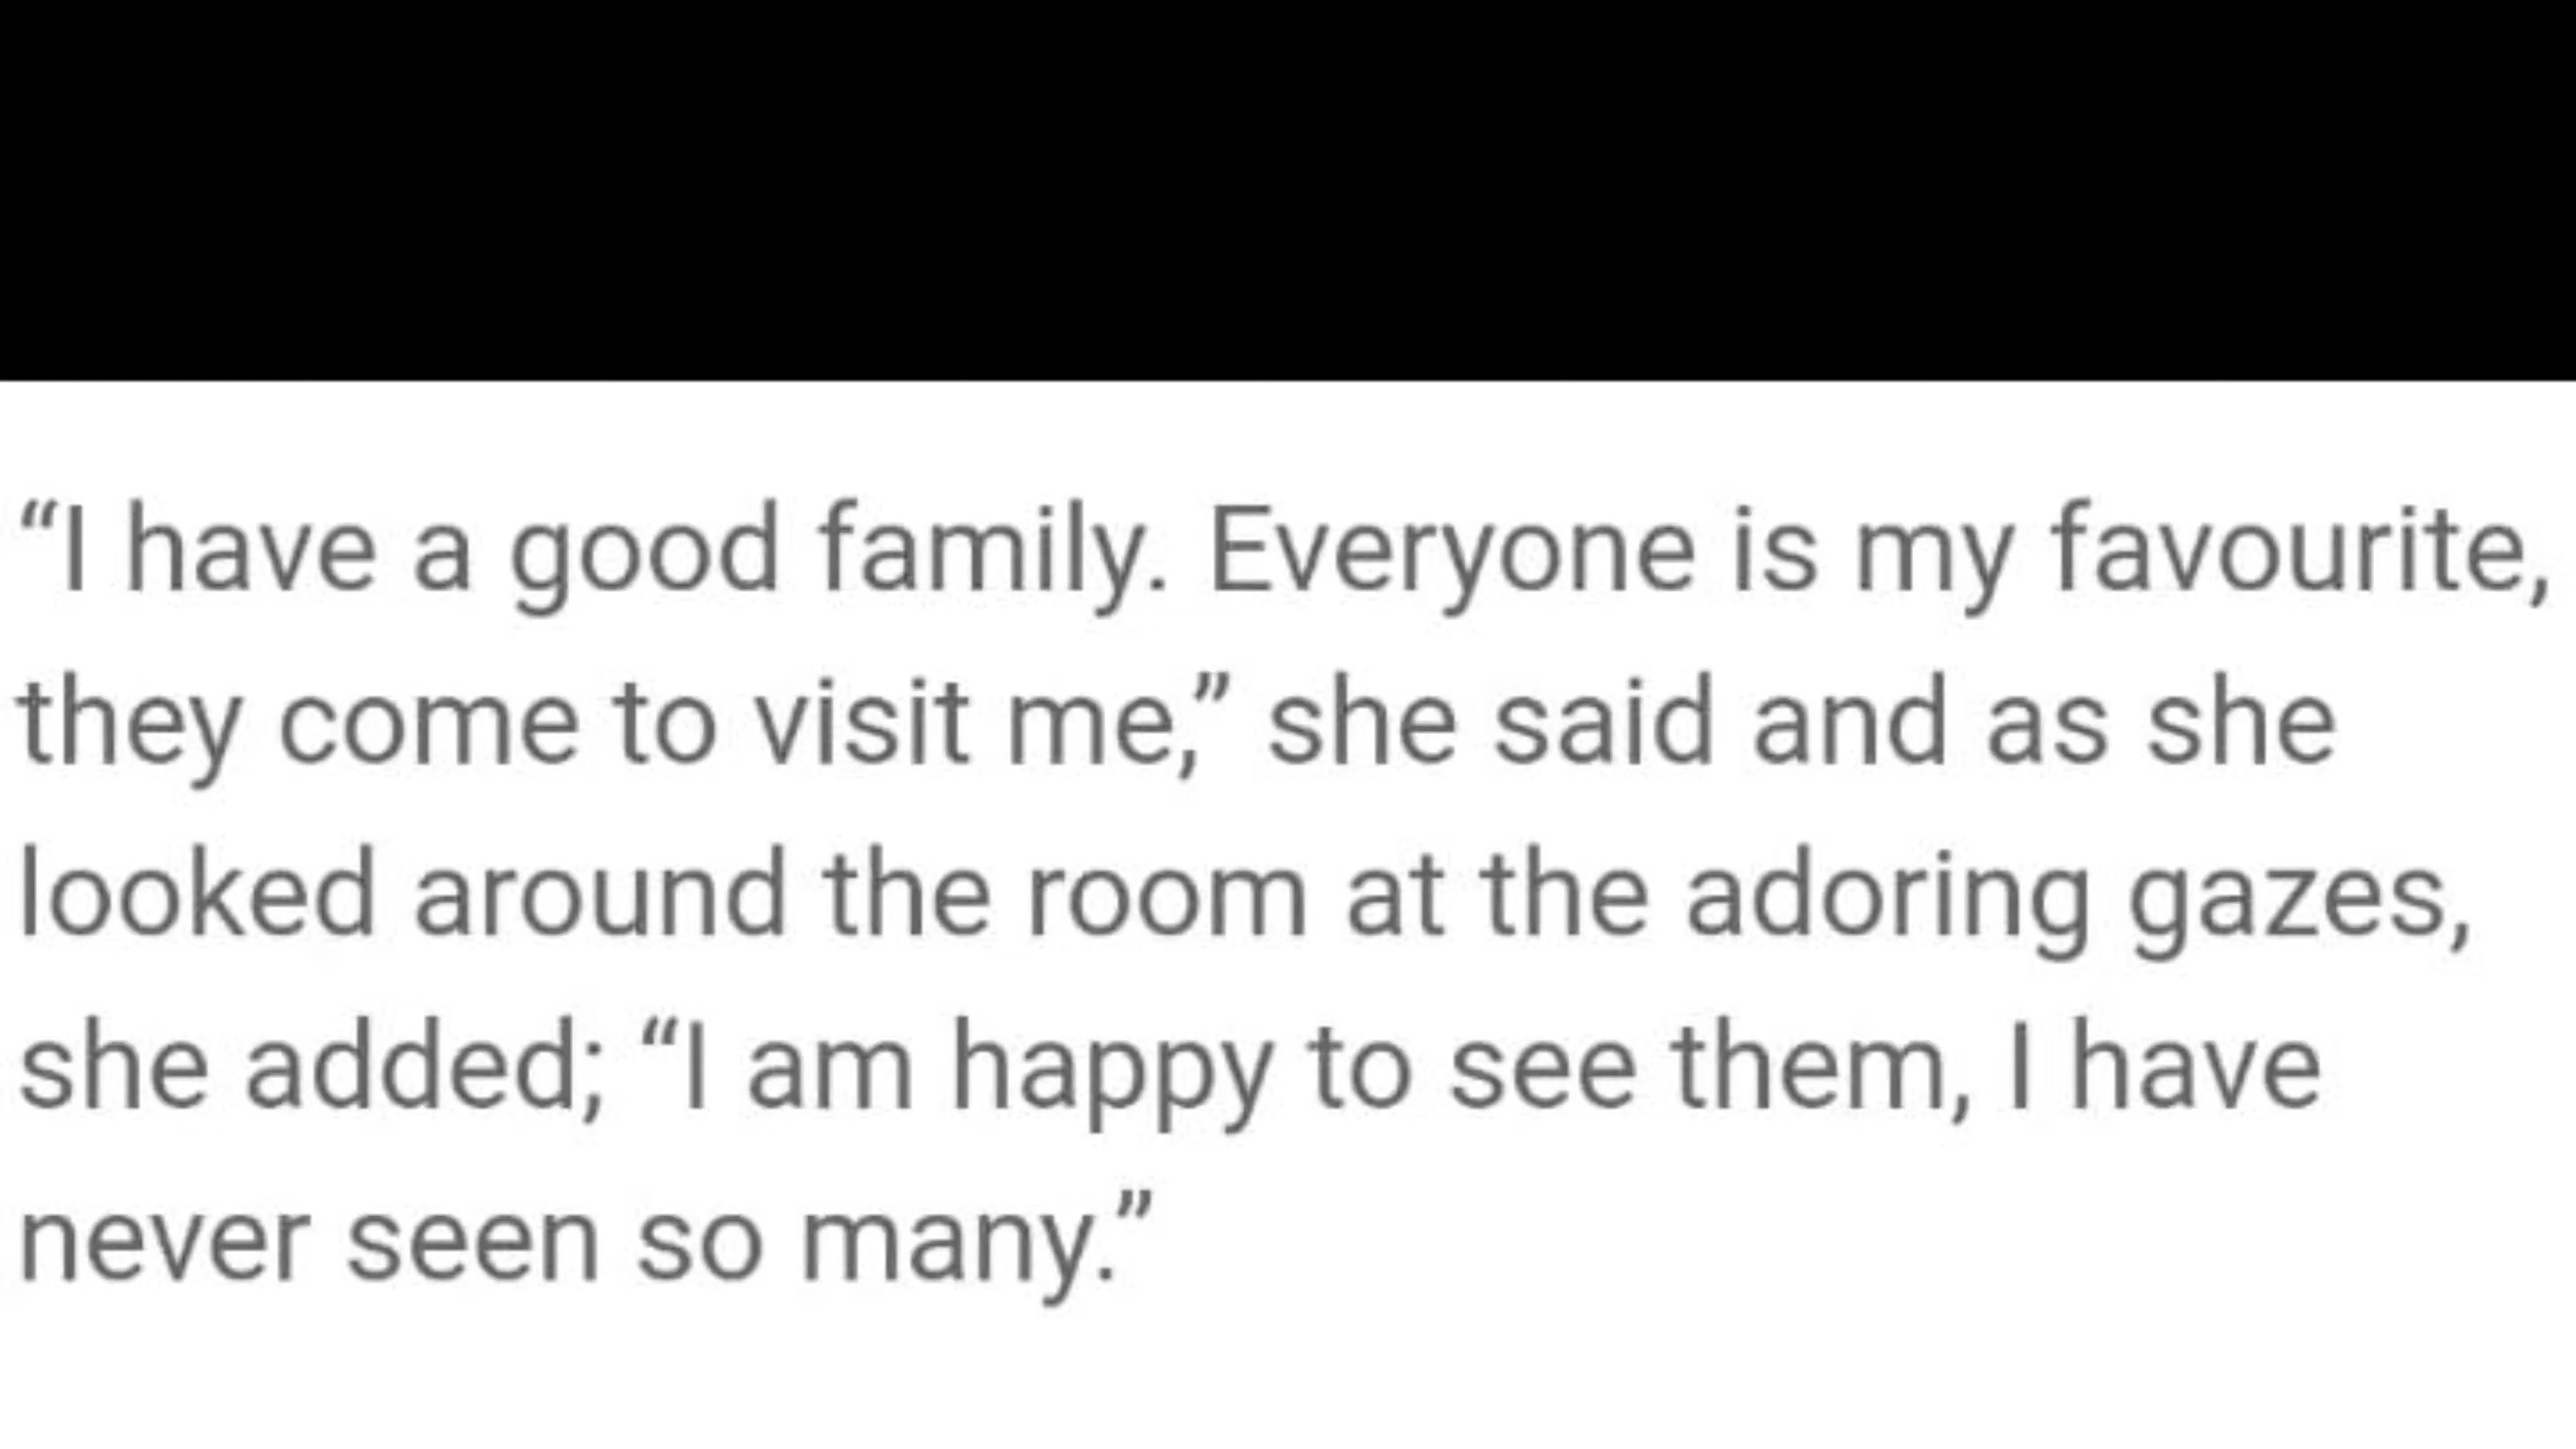 “I have a good family. Everyone is my favourite,
they come to visit me,” she said and as she
looked around the room at the adoring gazes,
she added; “I am happy to see them, I have
never seen so many.”